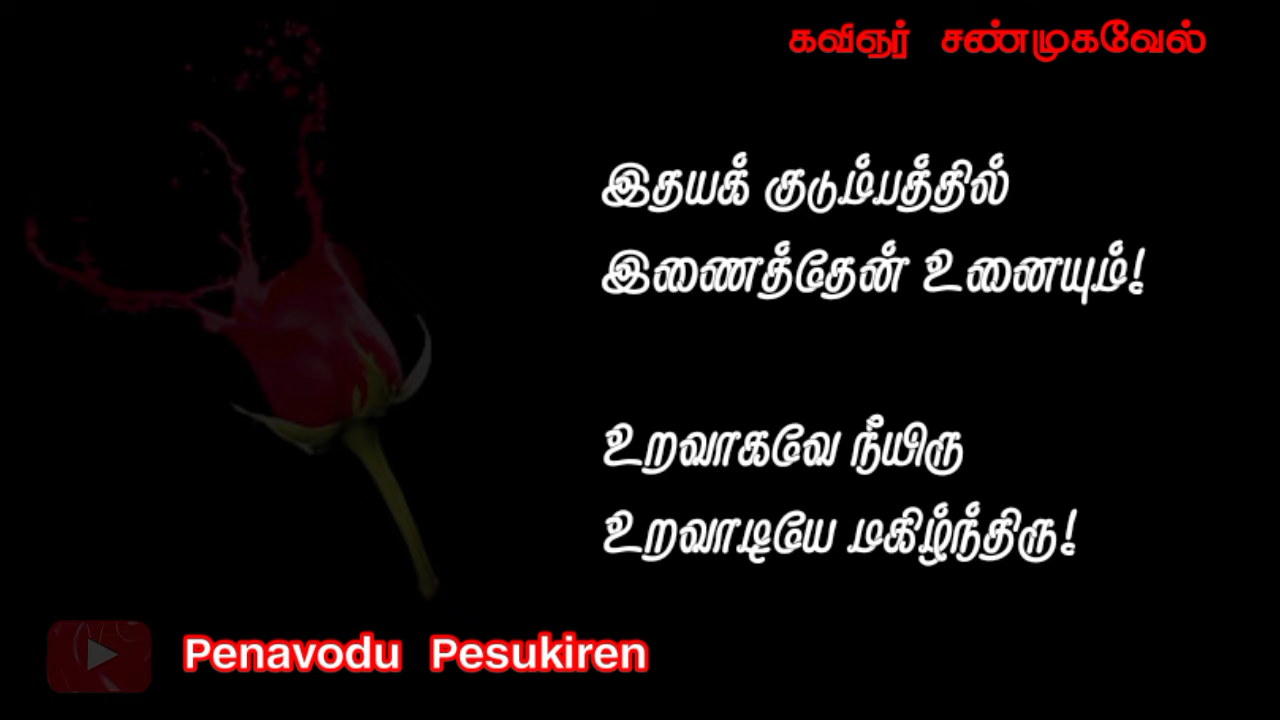 கவிஞர் சண்முகவேல்
இதயக் குடும்பத்தில்
இணைத்தேன் உனையும்!
உறவாகவே நீயிரு
உறவாடியே மகிழ்ந்திரு!
Penavodu Pesukiren